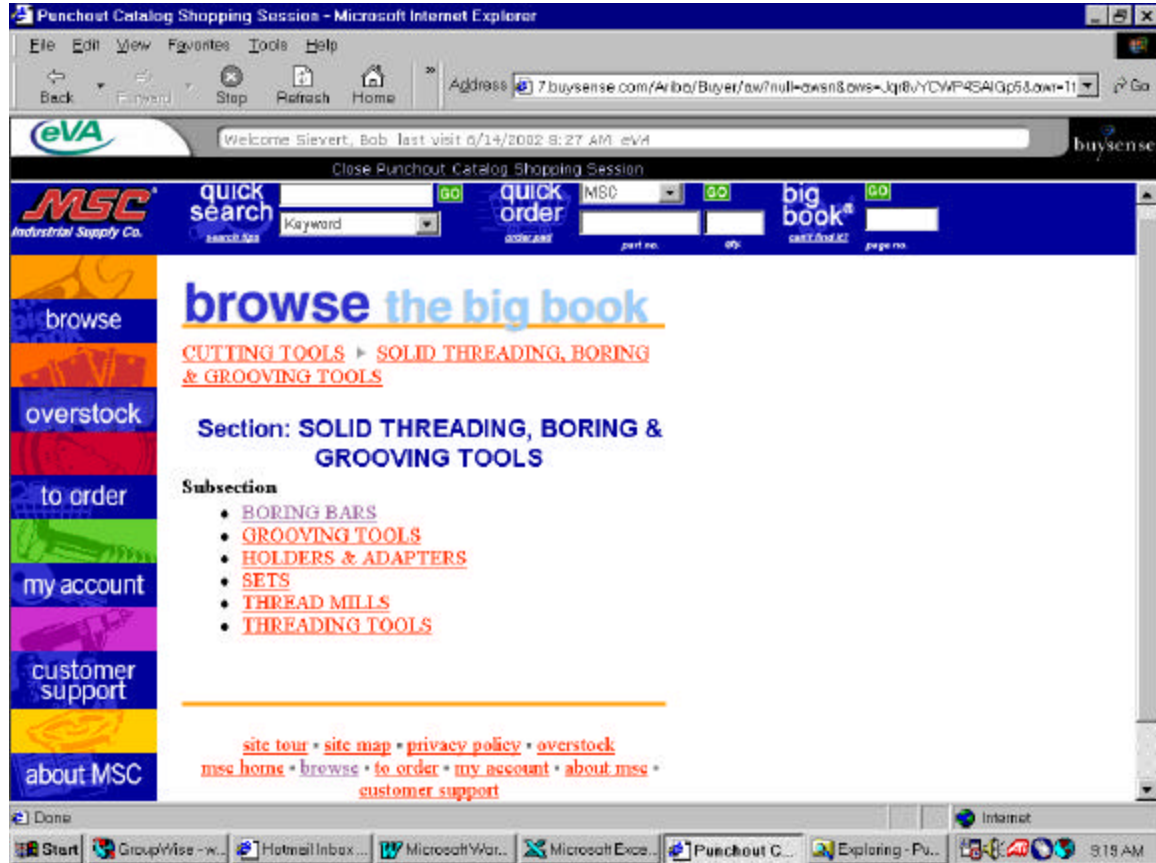 Punchout Catalog Shopping Session - Microsoft Internet Explorer
File Edit View Favorites Tools Help
Back Forward Stop Refresh Home » Address 7.buysense.com/Ariba/Buyer/aw?null= Go
eVA Welcome Sievert, Bob last visit 6/14/2002 8:27 AM eVA buysense
Close Punchout Catalog Shopping Session
MSC Industrial Supply Co.
quick search GO Keyword search tips
quick order MSC GO order pad part no. qty.
big book® GO can't find it? page no.
browse
overstock
to order
my account
customer support
about MSC
browse the big book
CUTTING TOOLS ▶ SOLID THREADING, BORING
& GROOVING TOOLS
Section: SOLID THREADING, BORING &
GROOVING TOOLS
Subsection
• BORING BARS
• GROOVING TOOLS
• HOLDERS & ADAPTERS
• SETS
• THREAD MILLS
• THREADING TOOLS
site tour • site map • privacy policy • overstock
msc home • browse • to order • my account • about msc •
customer support
Done Internet
Start GroupWise - w... Hotmail Inbox ... Microsoft Wor... Microsoft Exce... Punchout C... Exploring - Pu... 9:19 AM